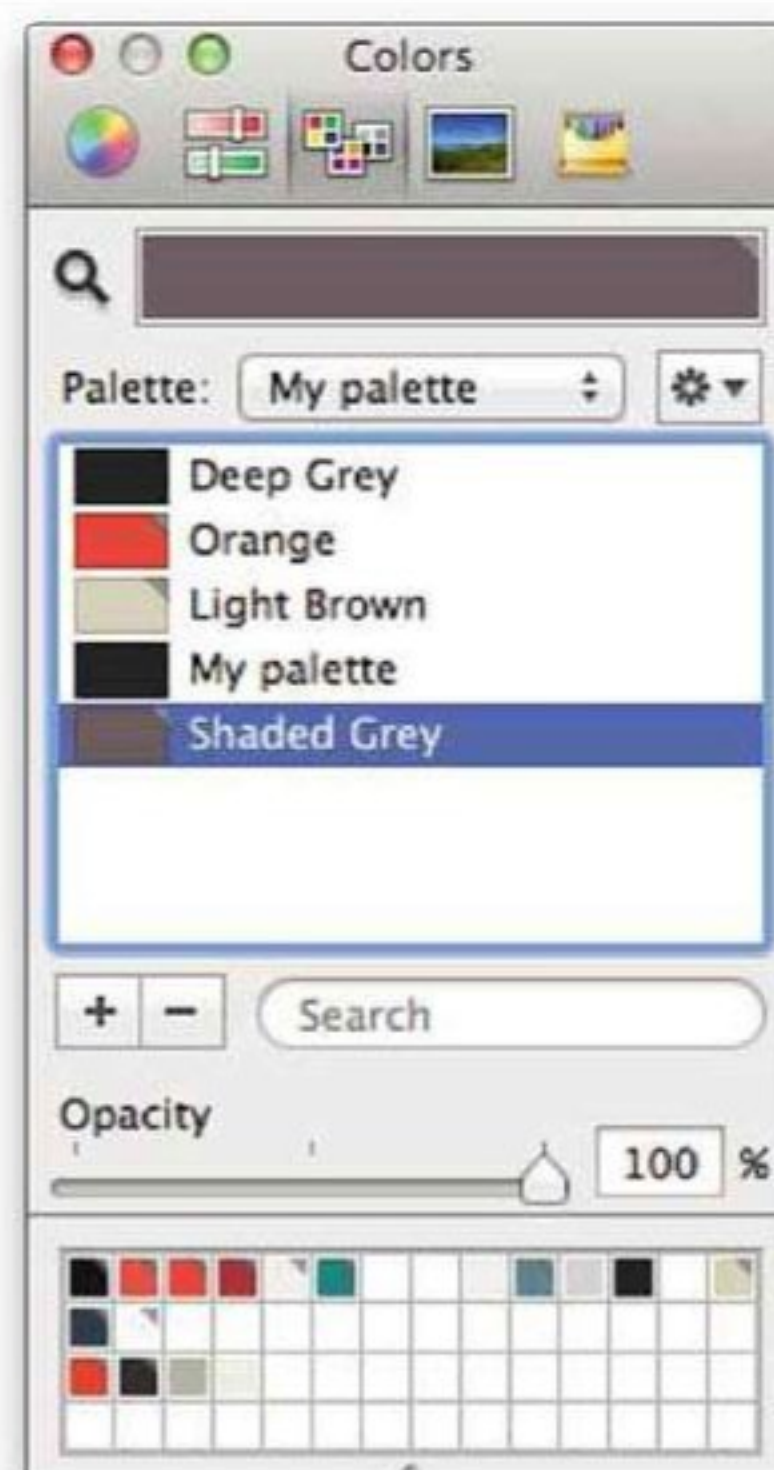 Colors
Palette: My palette
Deep Grey
Orange
Light Brown
My palette
Shaded Grey
+ − Search
Opacity
100 %